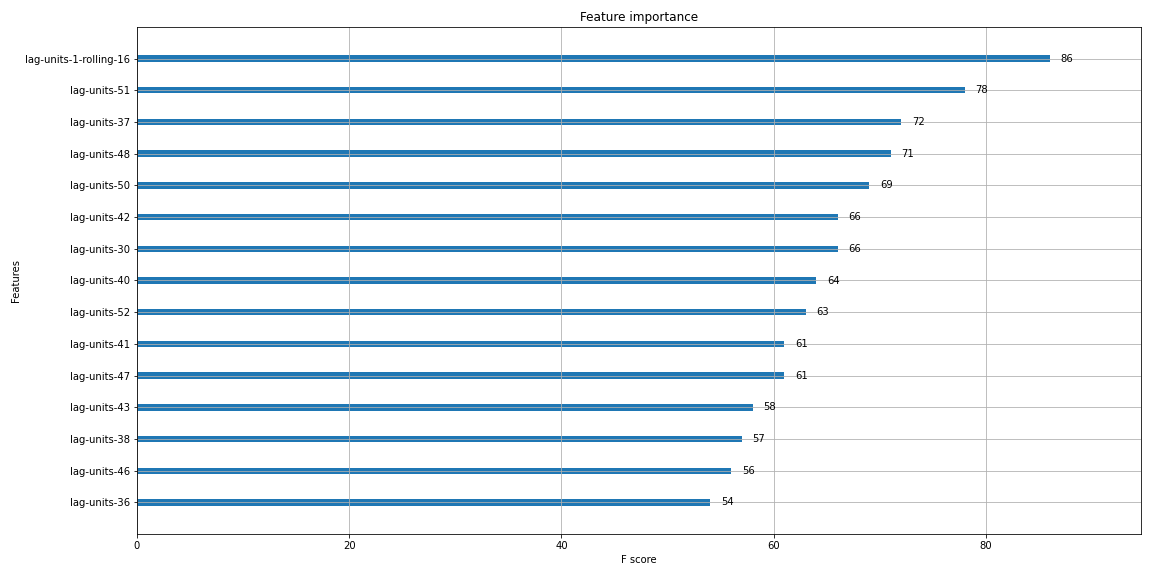 Feature importance
lag-units-1-rolling-16 86
lag-units-51 78
lag-units-37 72
lag-units-48 71
lag-units-50 69
lag-units-42 66
lag-units-30 66
lag-units-40 64
lag-units-52 63
lag-units-41 61
lag-units-47 61
lag-units-43 58
lag-units-38 57
lag-units-46 56
lag-units-36 54
Features
0 20 40 60 80
F score